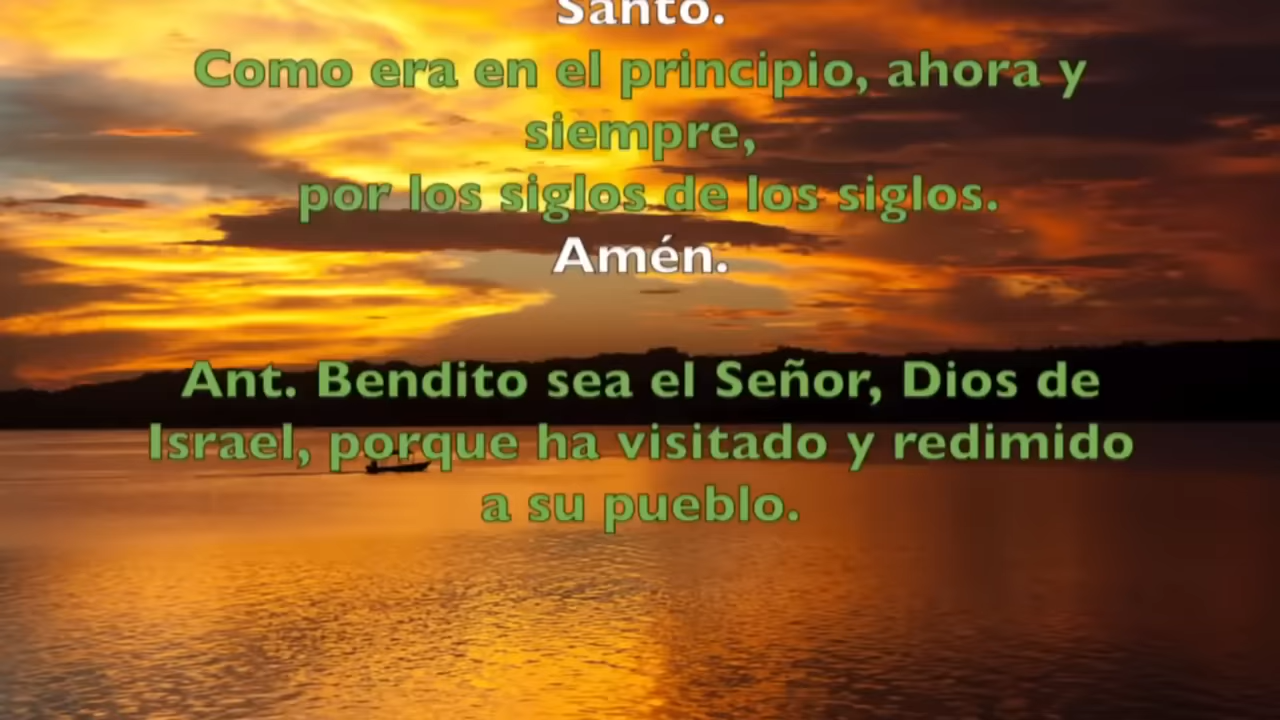 Santo.
Como era en el principio, ahora y
siempre,
por los siglos de los siglos.
Amén.
Ant. Bendito sea el Señor, Dios de
Israel, porque ha visitado y redimido
a su pueblo.